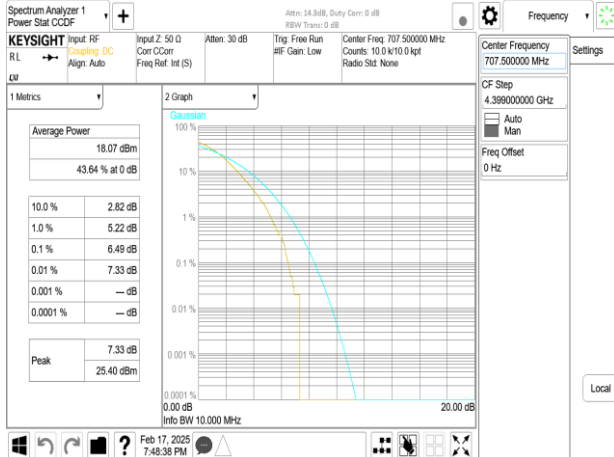 Spectrum Analyzer 1
Power Stat CCDF
Attn: 14.3dB, Duty Corr: 0 dB
RBW Trans: 0 dB
Frequency
KEYSIGHT
RL
Input: RF
Coupling: DC
Align: Auto
Input Z: 50 Ω
Corr CCorr
Freq Ref: Int (S)
Atten: 30 dB
Trig: Free Run
#IF Gain: Low
Center Freq: 707.500000 MHz
Counts: 10.0 k/10.0 kpt
Radio Std: None
Center Frequency
707.500000 MHz
Settings
CF Step
4.399000000 GHz
Auto
Man
Freq Offset
0 Hz
Local
1 Metrics
Average Power
18.07 dBm
43.64 % at 0 dB
10.0 % 2.82 dB
1.0 % 5.22 dB
0.1 % 6.49 dB
0.01 % 7.33 dB
0.001 % --- dB
0.0001 % --- dB
Peak 7.33 dB
25.40 dBm
2 Graph
Gaussian
100 %
10 %
1 %
0.1 %
0.01 %
0.001 %
0.0001 %
0.00 dB 20.00 dB
Info BW 10.000 MHz
?
Feb 17, 2025
7:48:38 PM